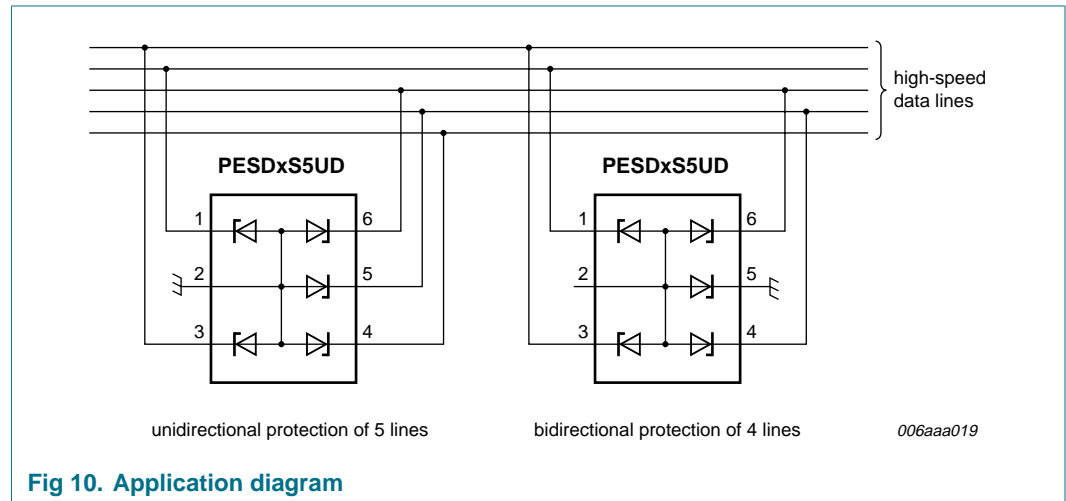 high-speed
data lines
PESDxS5UD
PESDxS5UD
1
6
2
5
3
4
1
6
2
5
3
4
unidirectional protection of 5 lines
bidirectional protection of 4 lines
006aaa019
Fig 10. Application diagram